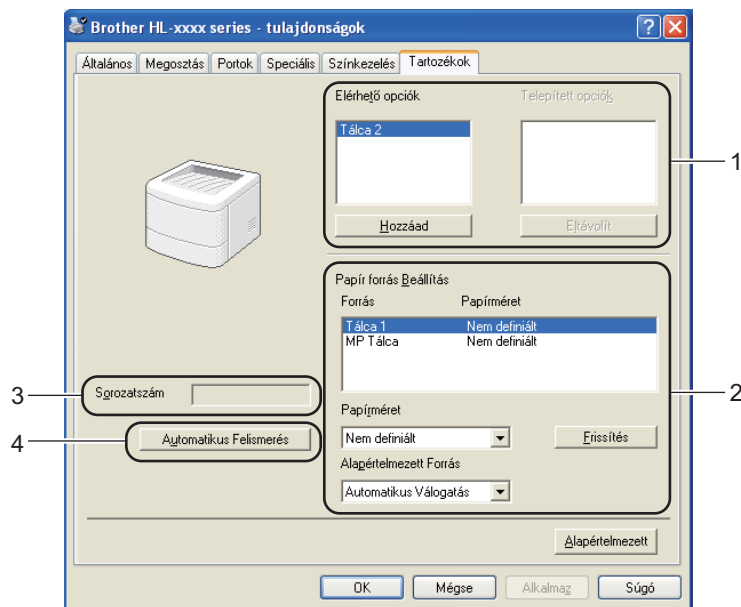 Brother HL-xxxx series - tulajdonságok
Általános Megosztás Portok Speciális Színkezelés Tartozékok
Elérhető opciók
Telepített opciók
Tálca 2
Hozzáad
Eltávolít
1
Papír forrás Beállítás
Forrás Papírméret
Tálca 1 Nem definiált
MP Tálca Nem definiált
2
3
Sorozatszám
4
Automatikus Felismerés
Papírméret
Nem definiált
Frissítés
Alapértelmezett Forrás
Automatikus Válogatás
Alapértelmezett
OK
Mégse
Alkalmaz
Súgó